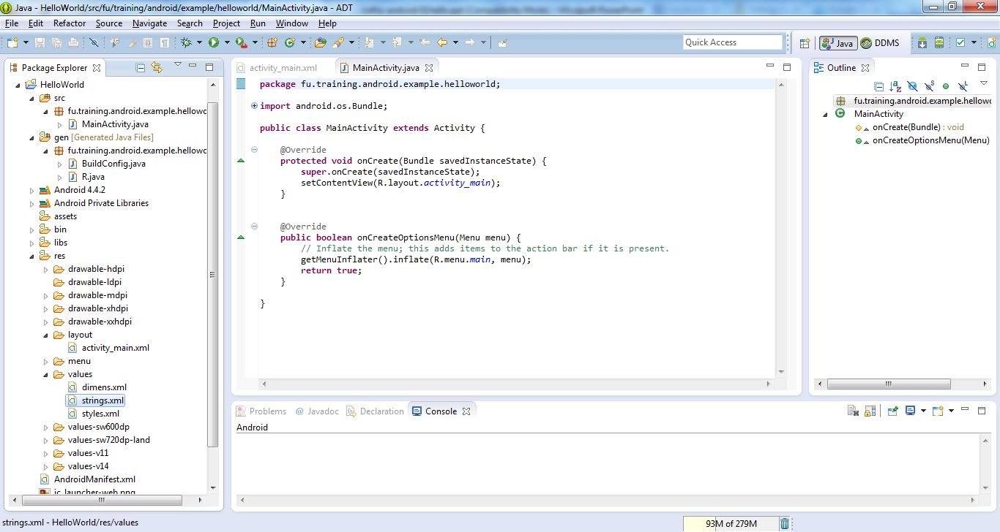 Java - HelloWorld/src/fu/training/android/example/helloworld/MainActivity.java - ADT
File Edit Refactor Source Navigate Search Project Run Window Help
Quick Access
Java
DDMS
Package Explorer
HelloWorld
src
fu.training.android.example.hellowo
MainActivity.java
gen [Generated Java Files]
fu.training.android.example.hellowo
BuildConfig.java
R.java
Android 4.4.2
Android Private Libraries
assets
bin
libs
res
drawable-hdpi
drawable-ldpi
drawable-mdpi
drawable-xhdpi
drawable-xxhdpi
layout
activity_main.xml
menu
values
dimens.xml
strings.xml
styles.xml
values-sw600dp
values-sw720dp-land
values-v11
values-v14
AndroidManifest.xml
ic_launcher-web.png
activity_main.xml
MainActivity.java
package fu.training.android.example.helloworld;
import android.os.Bundle;
public class MainActivity extends Activity {
@Override
protected void onCreate(Bundle savedInstanceState) {
super.onCreate(savedInstanceState);
setContentView(R.layout.activity_main);
}
@Override
public boolean onCreateOptionsMenu(Menu menu) {
// Inflate the menu; this adds items to the action bar if it is present.
getMenuInflater().inflate(R.menu.main, menu);
return true;
}
}
Outline
fu.training.android.example.hellowo
MainActivity
onCreate(Bundle) : void
onCreateOptionsMenu(Menu)
Problems
@ Javadoc
Declaration
Console
Android
strings.xml - HelloWorld/res/values
93M of 279M